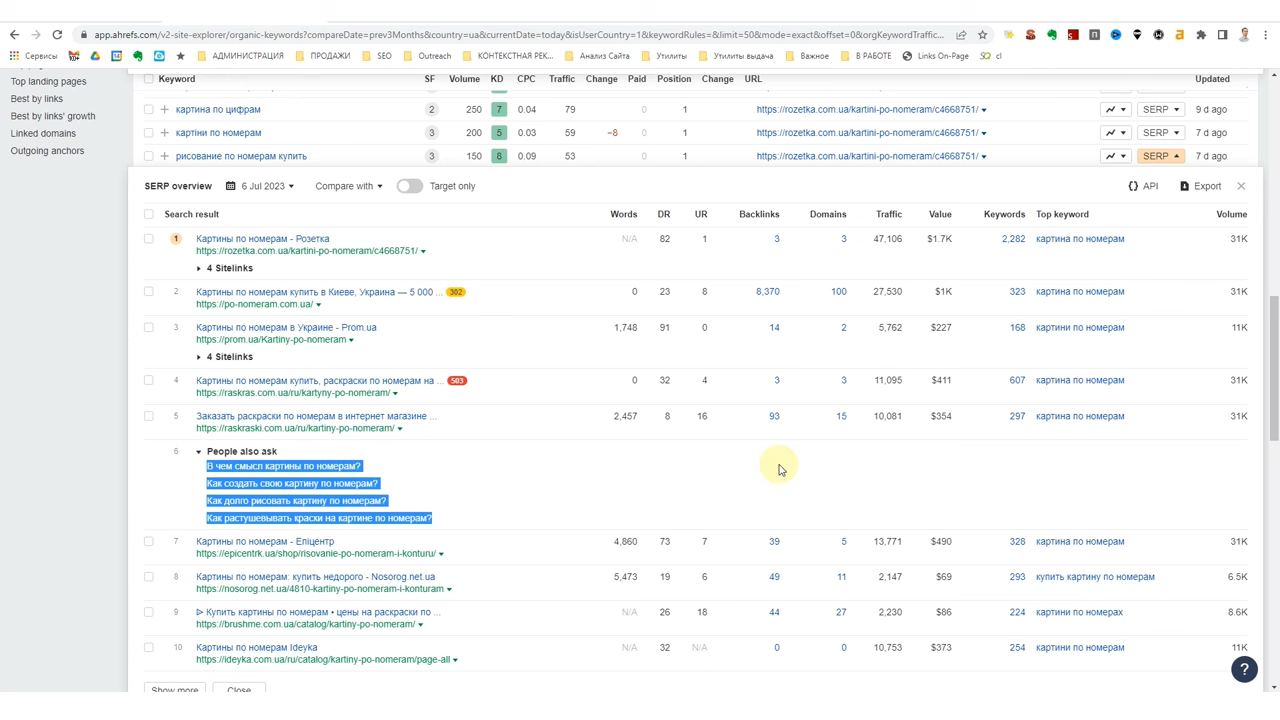 app.ahrefs.com/v2-site-explorer/organic-keywords?compareDate=prev3Months&country=ua&currentDate=today&isUserCountry=1&keywordRules=&limit=50&mode=exact&offset=0&orgKeywordTraffic...
Сервисы АДМИНИСТРАЦИЯ ПРОДАЖИ SEO Outreach КОНТЕКСТНАЯ РЕК... Анализ Сайта Утилиты Утилиты выдача Важное В РАБОТЕ Links On-Page cl
Top landing pages
Best by links
Best by links' growth
Linked domains
Outgoing anchors
Keyword SF Volume KD CPC Traffic Change Paid Position Change URL Updated
картина по цифрам 2 250 7 0.04 79 0 1 https://rozetka.com.ua/kartini-po-nomeram/c4668751/ SERP 9 d ago
картіни по номерам 3 200 5 0.03 59 −8 0 1 https://rozetka.com.ua/kartini-po-nomeram/c4668751/ SERP 7 d ago
рисование по номерам купить 3 150 8 0.09 53 0 1 https://rozetka.com.ua/kartini-po-nomeram/c4668751/ SERP 7 d ago
SERP overview 6 Jul 2023 Compare with Target only API Export
Search result Words DR UR Backlinks Domains Traffic Value Keywords Top keyword Volume
1 Картины по номерам - Розетка N/A 82 1 3 3 47,106 $1.7K 2,282 картина по номерам 31K
https://rozetka.com.ua/kartini-po-nomeram/c4668751/
4 Sitelinks
2 Картины по номерам купить в Киеве, Украина — 5 000 ... 302 0 23 8 8,370 100 27,530 $1K 323 картина по номерам 31K
https://po-nomeram.com.ua/
3 Картины по номерам в Украине - Prom.ua 1,748 91 0 14 2 5,762 $227 168 картини по номерам 11K
https://prom.ua/Kartiny-po-nomeram
4 Sitelinks
4 Картины по номерам купить, раскраски по номерам на ... 503 0 32 4 3 3 11,095 $411 607 картина по номерам 31K
https://raskras.com.ua/ru/kartyny-po-nomeram/
5 Заказать раскраски по номерам в интернет магазине ... 2,457 8 16 93 15 10,081 $354 297 картина по номерам 31K
https://raskraski.com.ua/ru/kartiny-po-nomeram/
6 People also ask
В чем смысл картины по номерам?
Как создать свою картину по номерам?
Как долго рисовать картину по номерам?
Как растушевывать краски на картине по номерам?
7 Картины по номерам - Епіцентр 4,860 73 7 39 5 13,771 $490 328 картина по номерам 31K
https://epicentrk.ua/shop/risovanie-po-nomeram-i-konturu/
8 Картины по номерам: купить недорого - Nosorog.net.ua 5,473 19 6 49 11 2,147 $69 293 купить картину по номерам 6.5K
https://nosorog.net.ua/4810-kartiny-po-nomeram-i-konturam
9 ᐉ Купить картины по номерам • цены на раскраски по ... N/A 26 18 44 27 2,230 $86 224 картини по номерах 8.6K
https://brushme.com.ua/catalog/kartiny-po-nomeram/
10 Картины по номерам Ideyka N/A 32 N/A 0 0 10,753 $373 254 картини по номерам 11K
https://ideyka.com.ua/ru/catalog/kartiny-po-nomeram/page-all
Show more Close
?